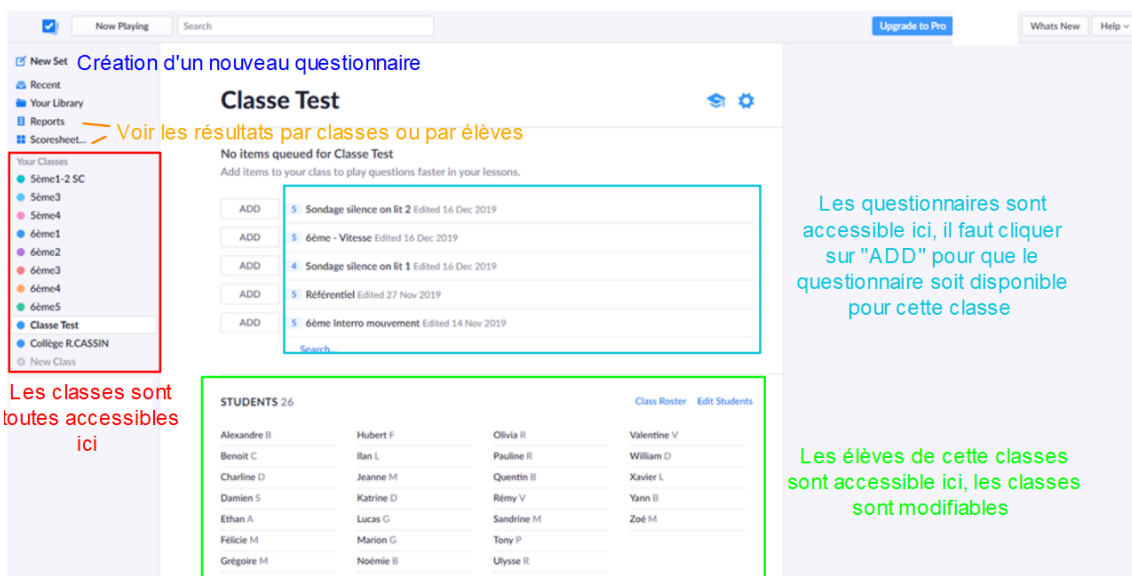 Now Playing
Search
Upgrade to Pro
Whats New
Help
New Set
Création d'un nouveau questionnaire
Recent
Your Library
Reports
Scoresheet...
Voir les résultats par classes ou par élèves
Your Classes
5ème1-2 SC
5ème3
5ème4
6ème1
6ème2
6ème3
6ème4
6ème5
Classe Test
Collège R.CASSIN
New Class
Les classes sont
toutes accessibles
ici
Classe Test
No items queued for Classe Test
Add items to your class to play questions faster in your lessons.
ADD 5 Sondage silence on lit 2 Edited 16 Dec 2019
ADD 5 6ème - Vitesse Edited 16 Dec 2019
ADD 4 Sondage silence on lit 1 Edited 16 Dec 2019
ADD 5 Référentiel Edited 27 Nov 2019
ADD 5 6ème Interro mouvement Edited 14 Nov 2019
Search...
Les questionnaires sont
accessible ici, il faut cliquer
sur "ADD" pour que le
questionnaire soit disponible
pour cette classe
STUDENTS 26
Class Roster Edit Students
Alexandre B Hubert F Olivia R Valentine V
Benoit C Ilan L Pauline R William D
Charline D Jeanne M Quentin B Xavier L
Damien S Katrine D Rémy V Yann B
Ethan A Lucas G Sandrine M Zoé M
Félicie M Marion G Tony P
Grégoire M Noémie B Ulysse R
Les élèves de cette classes
sont accessible ici, les classes
sont modifiables